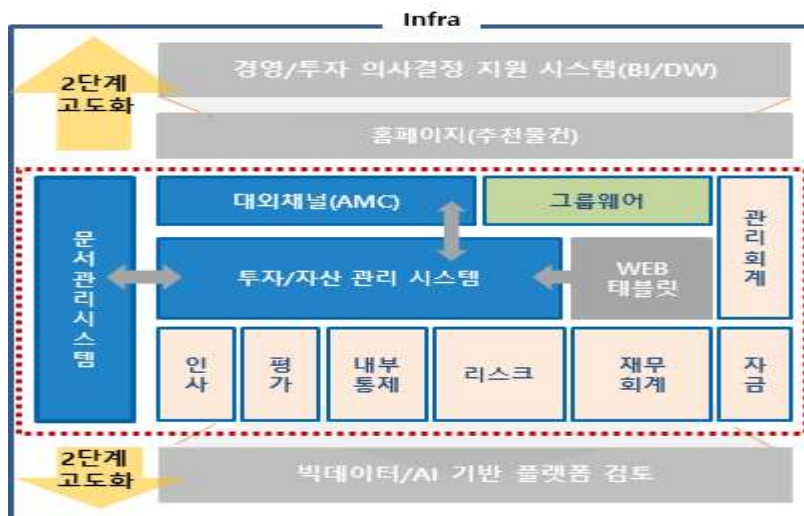 Infra
2단계
고도화
경영/투자 의사결정 지원 시스템(BI/DW)
홈페이지(추천물건)
문서관리시스템
대외채널(AMC)
그룹웨어
관리회계
투자/자산 관리 시스템
WEB
태블릿
인사
평가
내부
통제
리스크
재무
회계
자금
2단계
고도화
빅데이터/AI 기반 플랫폼 검토